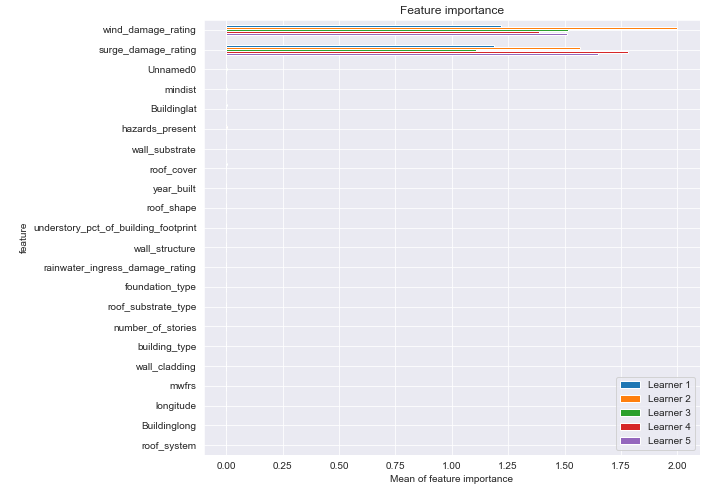 Feature importance
wind_damage_rating
surge_damage_rating
Unnamed0
mindist
Buildinglat
hazards_present
wall_substrate
roof_cover
year_built
roof_shape
understory_pct_of_building_footprint
wall_structure
rainwater_ingress_damage_rating
foundation_type
roof_substrate_type
number_of_stories
building_type
wall_cladding
mwfrs
longitude
Buildinglong
roof_system
feature
Learner 1
Learner 2
Learner 3
Learner 4
Learner 5
0.00 0.25 0.50 0.75 1.00 1.25 1.50 1.75 2.00
Mean of feature importance